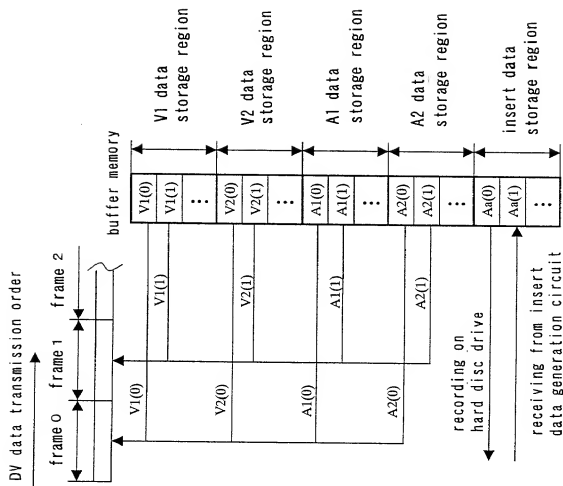 DV data transmission order
frame 0
frame 1
frame 2
buffer memory
V1(0)
V1(0)
V1(1)
V1(1)
⋮
V1 data
storage region
V2(0)
V2(0)
V2(1)
V2(1)
⋮
V2 data
storage region
A1(0)
A1(0)
A1(1)
A1(1)
⋮
A1 data
storage region
A2(0)
A2(0)
A2(1)
A2(1)
⋮
A2 data
storage region
Aa(0)
Aa(1)
⋮
insert data
storage region
recording on
hard disc drive
receiving from insert
data generation circuit